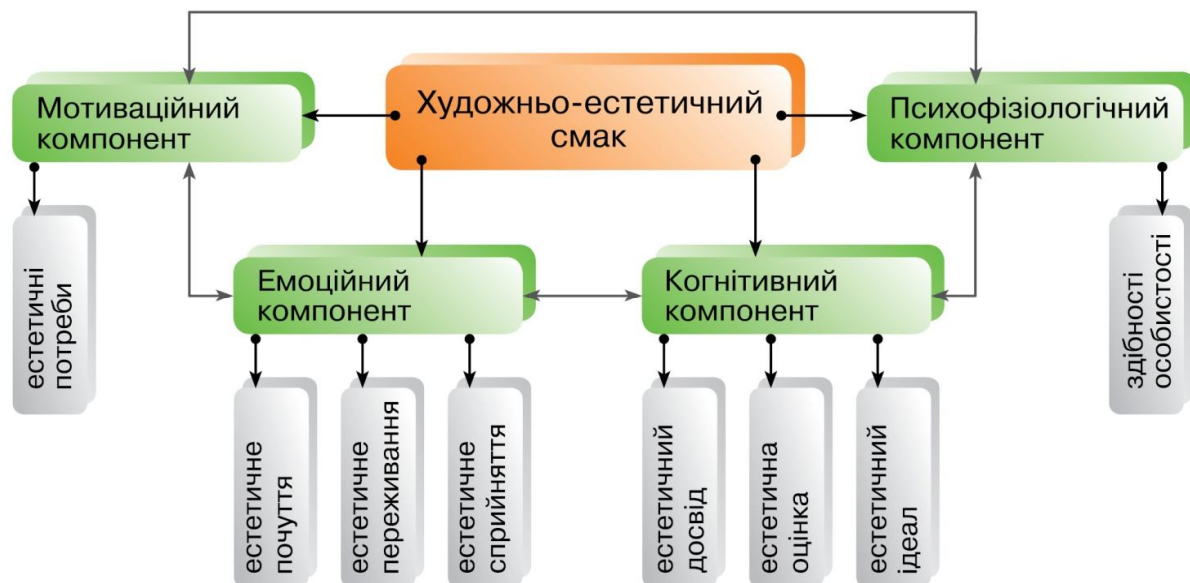 Художньо-естетичний
смак
Мотиваційний
компонент
Психофізіологічний
компонент
Емоційний
компонент
Когнітивний
компонент
естетичні
потреби
естетичне
почуття
естетичне
переживання
естетичне
сприйняття
естетичний
досвід
естетична
оцінка
естетичний
ідеал
здібності
особистості